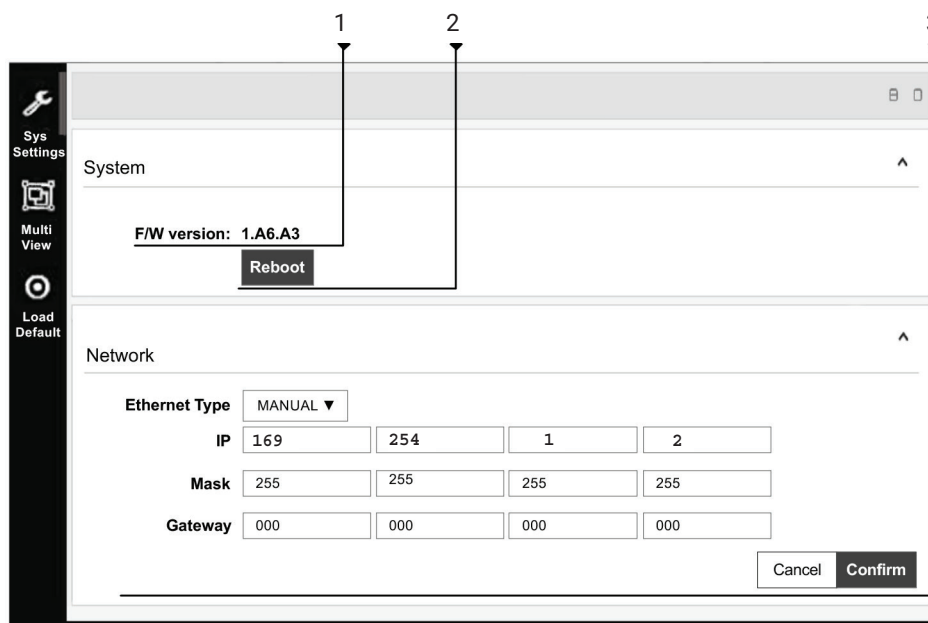 1 2
Sys
Settings
Multi
View
Load
Default
System
F/W version: 1.A6.A3
Reboot
Network
Ethernet Type MANUAL ▼
IP 169 254 1 2
Mask 255 255 255 255
Gateway 000 000 000 000
Cancel Confirm